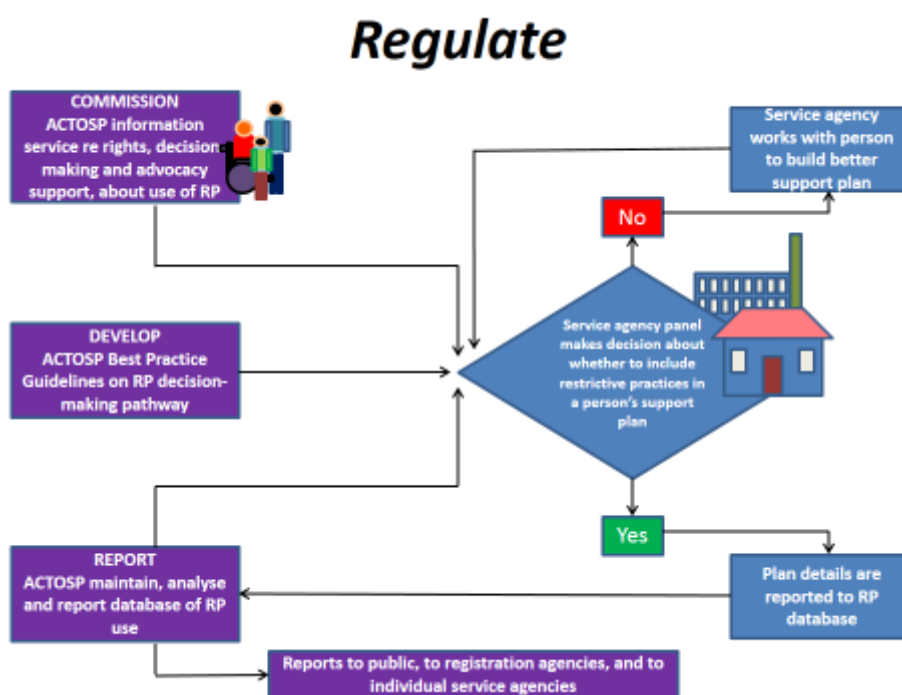 Regulate
COMMISSION
ACTOSP information
service re rights, decision
making and advocacy
support, about use of RP
Service agency
works with person
to build better
support plan
No
DEVELOP
ACTOSP Best Practice
Guidelines on RP decision-
making pathway
Service agency panel
makes decision about
whether to include
restrictive practices in
a person's support
plan
Yes
REPORT
ACTOSP maintain, analyse
and report database of RP
use
Plan details are
reported to RP
database
Reports to public, to registration agencies, and to
individual service agencies